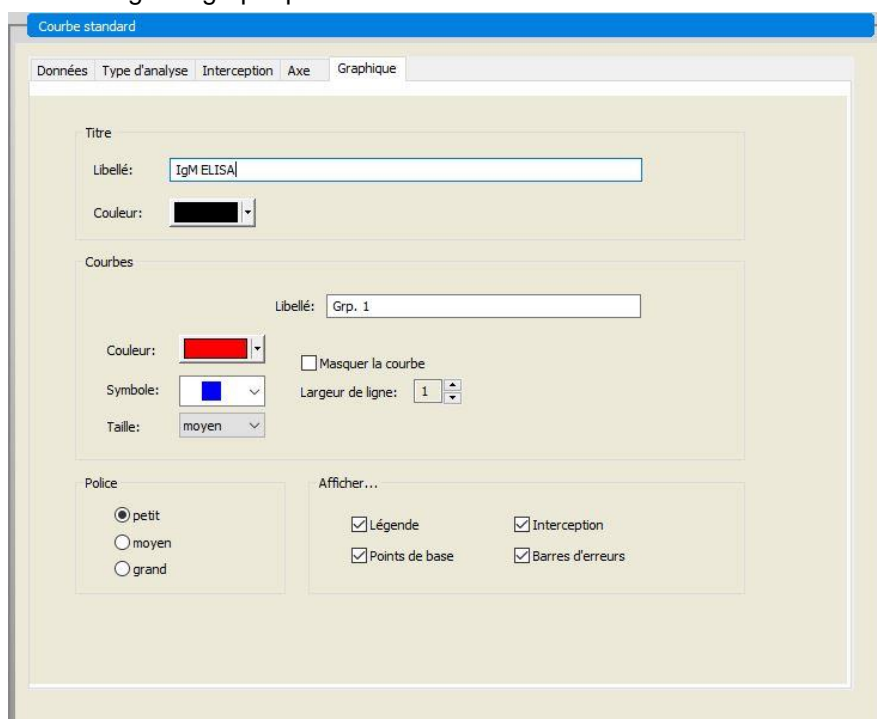 Courbe standard
Données Type d'analyse Interception Axe Graphique
Titre
Libellé: IgM ELISA
Couleur:
Courbes
Libellé: Grp. 1
Couleur:
Masquer la courbe
Symbole:
Largeur de ligne: 1
Taille: moyen
Police
petit
moyen
grand
Afficher...
Légende Interception
Points de base Barres d'erreurs